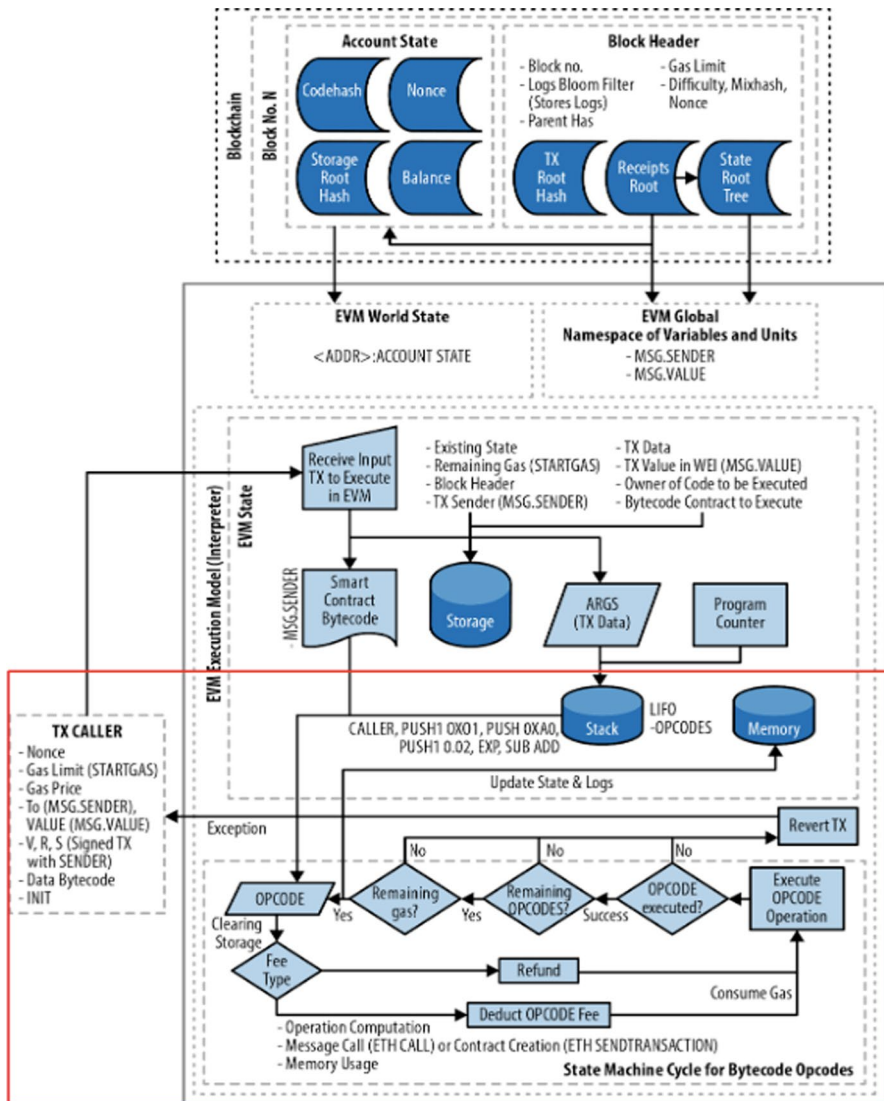 Blockchain
Block No. N
Account State
Codehash
Nonce
Storage
Root
Hash
Balance
Block Header
- Block no.
- Logs Bloom Filter
(Stores Logs)
- Parent Has
- Gas Limit
- Difficulty, Mixhash,
Nonce
TX
Root
Hash
Receipts
Root
State
Root
Tree
EVM World State
<ADDR>:ACCOUNT STATE
EVM Global
Namespace of Variables and Units
- MSG.SENDER
- MSG.VALUE
EVM Execution Model (Interpreter)
EVM State
Receive Input
TX to Execute
in EVM
- Existing State
- Remaining Gas (STARTGAS)
- Block Header
- TX Sender (MSG.SENDER)
- TX Data
- TX Value in WEI (MSG.VALUE)
- Owner of Code to be Executed
- Bytecode Contract to Execute
- MSG.SENDER
Smart
Contract
Bytecode
Storage
ARGS
(TX Data)
Program
Counter
Stack
LIFO
-OPCODES
Memory
CALLER, PUSH1 0X01, PUSH 0XA0,
PUSH1 0.02, EXP, SUB ADD
Update State & Logs
TX CALLER
- Nonce
- Gas Limit (STARTGAS)
- Gas Price
- To (MSG.SENDER),
VALUE (MSG.VALUE)
- V, R, S (Signed TX
with SENDER)
- Data Bytecode
- INIT
Exception
Revert TX
No
No
No
OPCODE
Yes
Remaining
gas?
Yes
Remaining
OPCODES?
Success
OPCODE
executed?
Execute
OPCODE
Operation
Clearing
Storage
Fee
Type
Refund
Consume Gas
Deduct OPCODE Fee
- Operation Computation
- Message Call (ETH CALL) or Contract Creation (ETH SENDTRANSACTION)
- Memory Usage
State Machine Cycle for Bytecode Opcodes